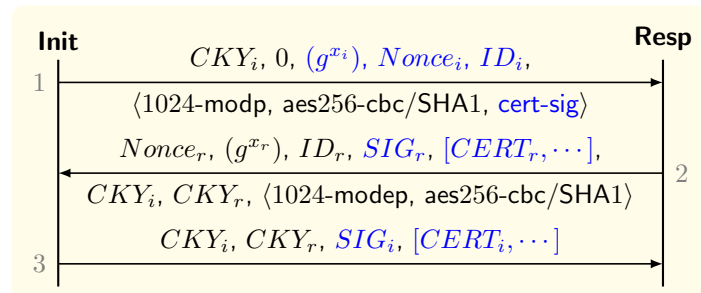 Init Resp
CKY_i, 0, (g^{x_i}), Nonce_i, ID_i,
1
⟨1024-modp, aes256-cbc/SHA1, cert-sig⟩
Nonce_r, (g^{x_r}), ID_r, SIG_r, [CERT_r, ⋯],
2
CKY_i, CKY_r, ⟨1024-modep, aes256-cbc/SHA1⟩
CKY_i, CKY_r, SIG_i, [CERT_i, ⋯]
3